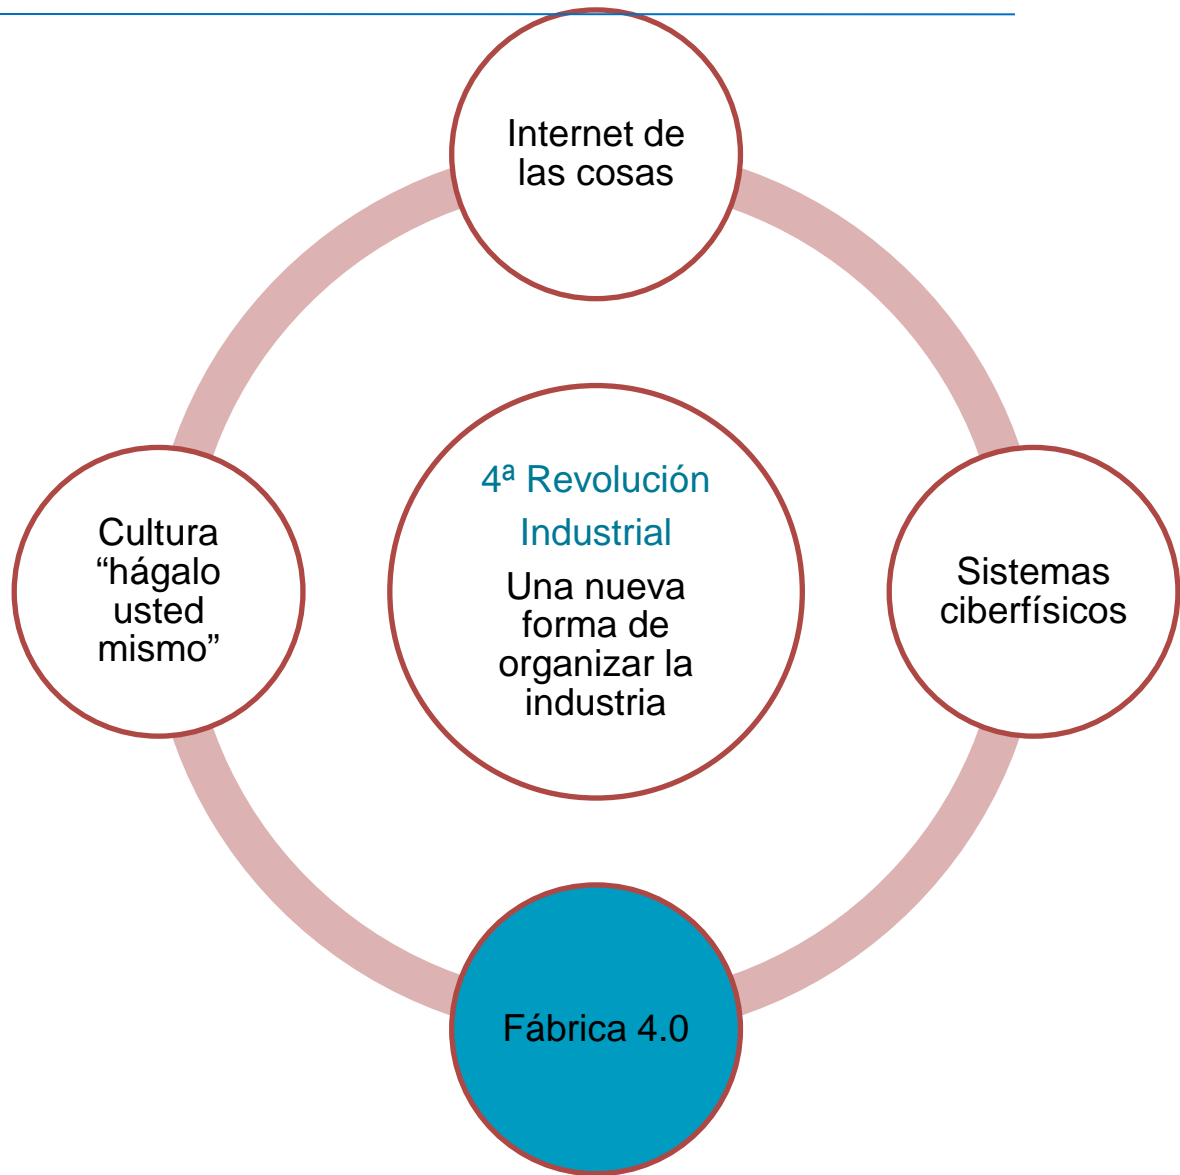 Internet de
las cosas
4ª Revolución
Industrial
Una nueva
forma de
organizar la
industria
Cultura
“hágalo
usted
mismo”
Sistemas
ciberfísicos
Fábrica 4.0